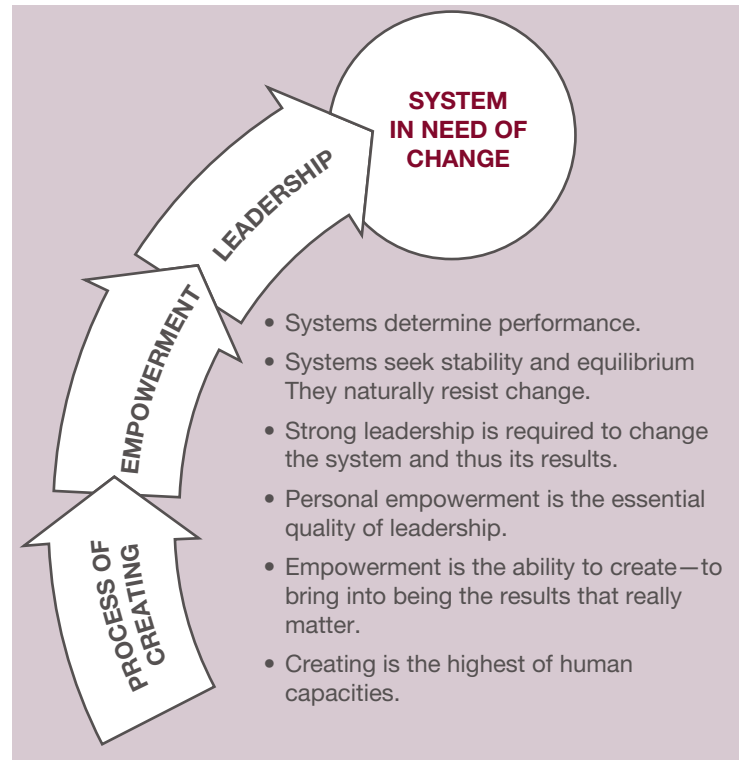 SYSTEM
IN NEED OF
CHANGE
LEADERSHIP
EMPOWERMENT
PROCESS OF
CREATING
• Systems determine performance.
• Systems seek stability and equilibrium
They naturally resist change.
• Strong leadership is required to change
the system and thus its results.
• Personal empowerment is the essential
quality of leadership.
• Empowerment is the ability to create—to
bring into being the results that really
matter.
• Creating is the highest of human
capacities.